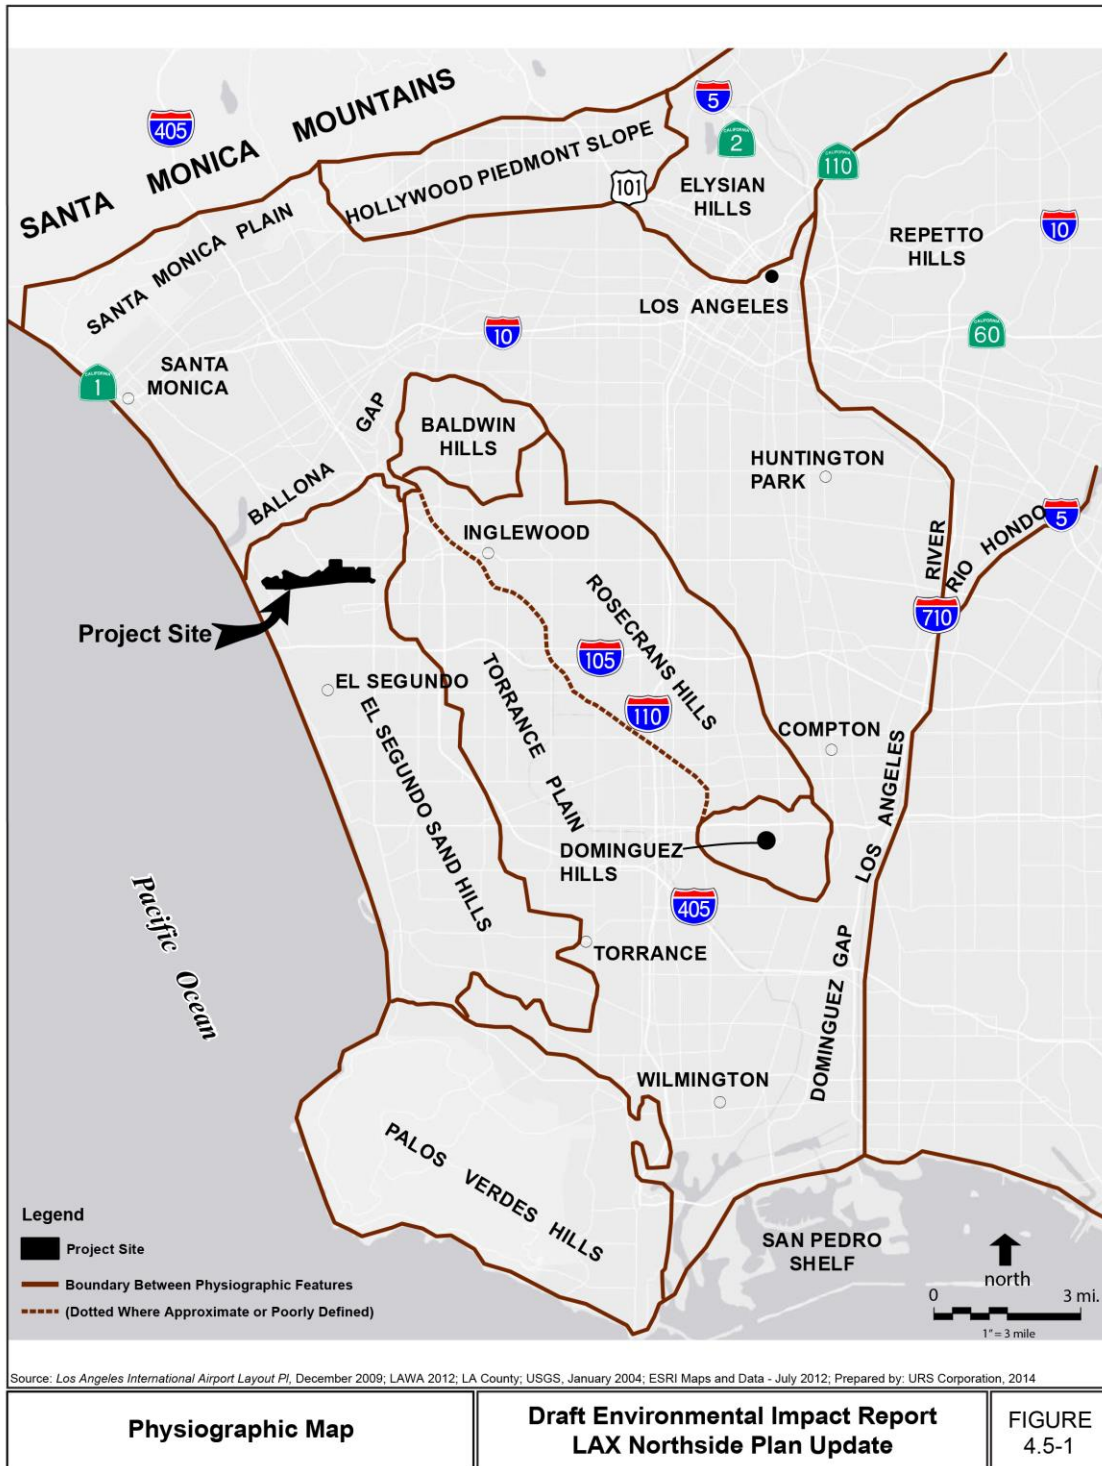 SANTA MONICA MOUNTAINS
405
5
CALIFORNIA
2
HOLLYWOOD PIEDMONT SLOPE
101
CALIFORNIA
110
ELYSIAN
HILLS
SANTA MONICA PLAIN
REPETTO
HILLS
10
LOS ANGELES
10
CALIFORNIA
60
SANTA
MONICA
CALIFORNIA
1
BALLONA GAP
BALDWIN
HILLS
HUNTINGTON
PARK
RIO HONDO
5
INGLEWOOD
710
Project Site
ROSECRANS HILLS
105
EL SEGUNDO
110
TORRANCE PLAIN
COMPTON
EL SEGUNDO SAND HILLS
LOS ANGELES RIVER
DOMINGUEZ
HILLS
405
Pacific Ocean
TORRANCE
DOMINGUEZ GAP
WILMINGTON
PALOS VERDES HILLS
SAN PEDRO
SHELF
Legend
Project Site
Boundary Between Physiographic Features
(Dotted Where Approximate or Poorly Defined)
north
0 3 mi.
1"= 3 mile
Source: Los Angeles International Airport Layout Pl, December 2009; LAWA 2012; LA County; USGS, January 2004; ESRI Maps and Data - July 2012; Prepared by: URS Corporation, 2014
Physiographic Map
Draft Environmental Impact Report
LAX Northside Plan Update
FIGURE
4.5-1